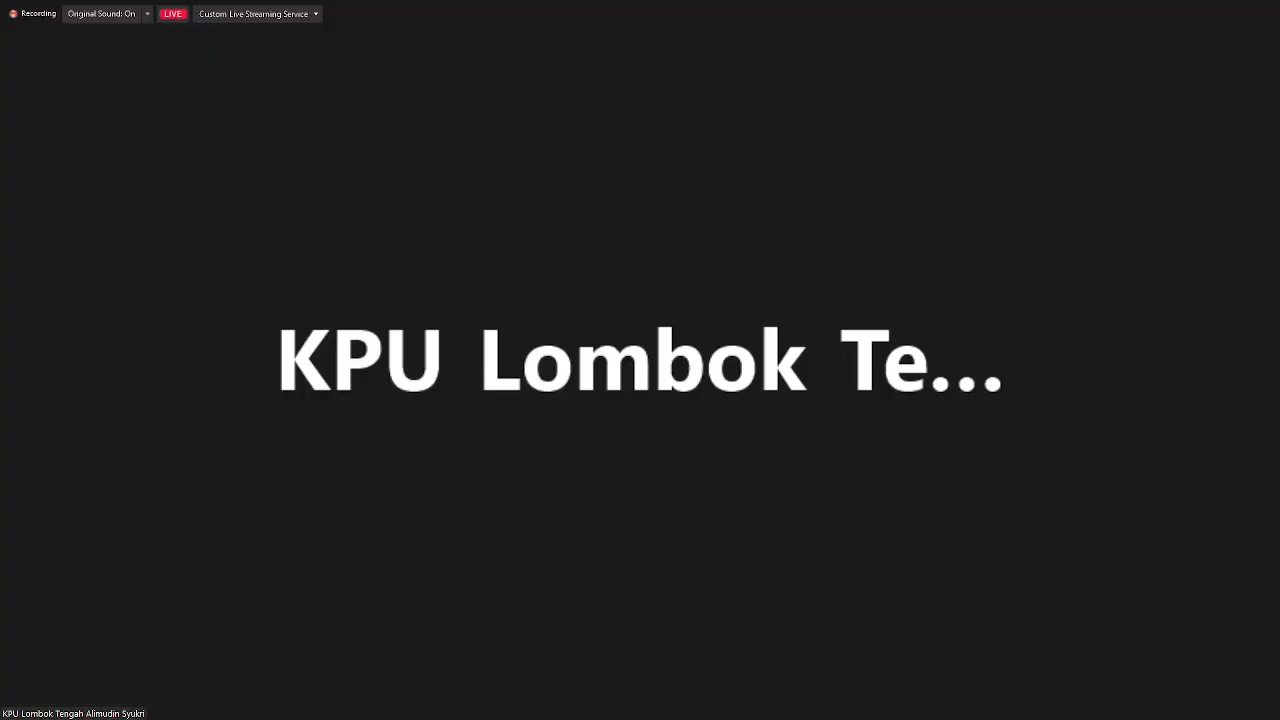 Recording Original Sound: On LIVE Custom Live Streaming Service
KPU Lombok Te...
KPU Lombok Tengah Alimudin Syukri